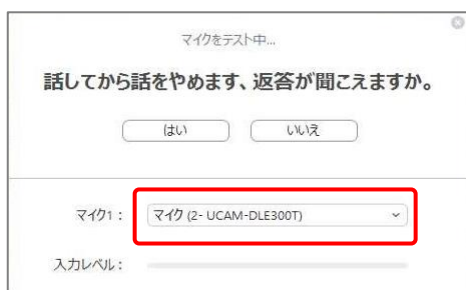 マイクをテスト中...
話してから話をやめます、返答が聞こえますか。
はい いいえ
マイク1： マイク (2- UCAM-DLE300T)
入力レベル：